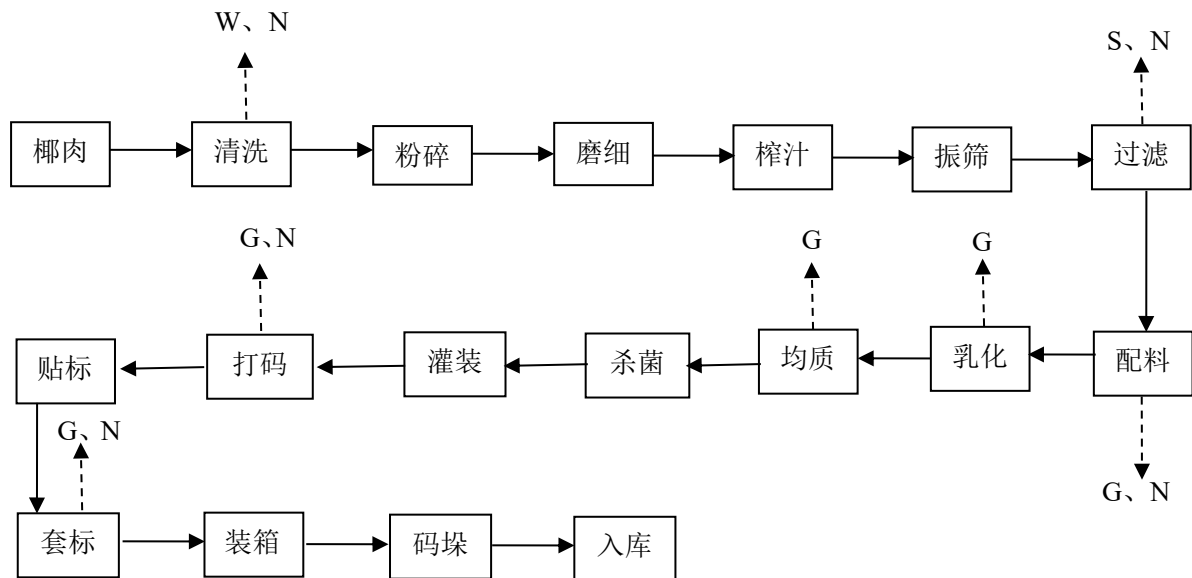 W、N
S、N
椰肉 清洗 粉碎 磨细 榨汁 振筛 过滤
G、N G G
贴标 打码 灌装 杀菌 均质 乳化 配料
G、N
G、N
套标 装箱 码垛 入库